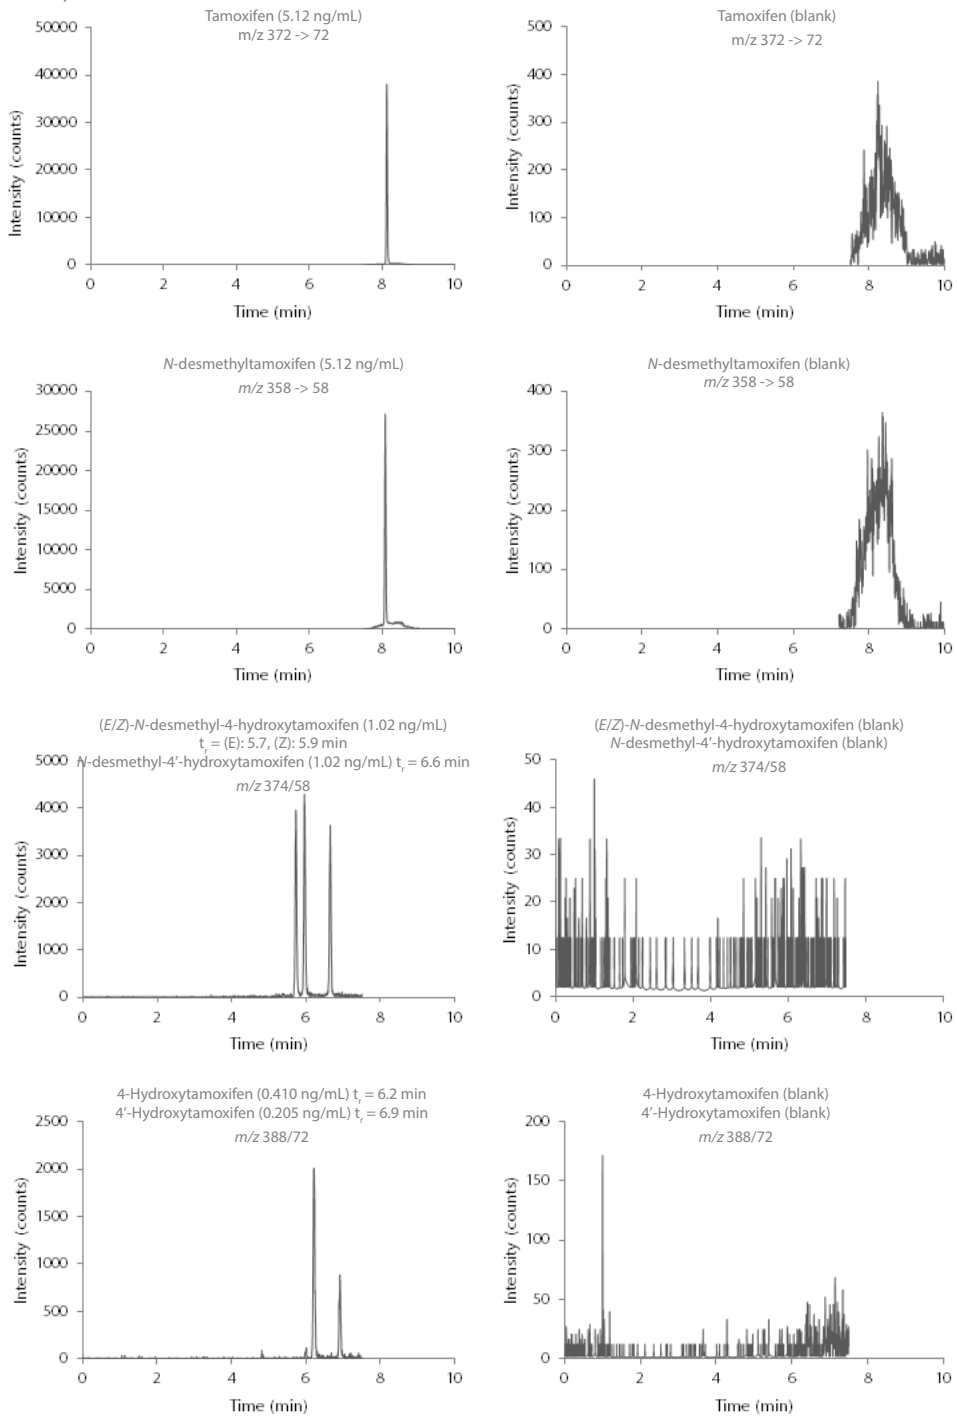 Tamoxifen (5.12 ng/mL)
m/z 372 -> 72
50000
40000
30000
20000
10000
0
Intensity (counts)
0 2 4 6 8 10
Time (min)
Tamoxifen (blank)
m/z 372 -> 72
500
400
300
200
100
0
Intensity (counts)
0 2 4 6 8 10
Time (min)
N-desmethyltamoxifen (5.12 ng/mL)
m/z 358 -> 58
30000
25000
20000
15000
10000
5000
0
Intensity (counts)
0 2 4 6 8 10
Time (min)
N-desmethyltamoxifen (blank)
m/z 358 -> 58
400
300
200
100
0
Intensity (counts)
0 2 4 6 8 10
Time (min)
(E/Z)-N-desmethyl-4-hydroxytamoxifen (1.02 ng/mL)
tr = (E): 5.7, (Z): 5.9 min
N-desmethyl-4’-hydroxytamoxifen (1.02 ng/mL) tr = 6.6 min
m/z 374/58
5000
4000
3000
2000
1000
0
Intensity (counts)
0 2 4 6 8 10
Time (min)
(E/Z)-N-desmethyl-4-hydroxytamoxifen (blank)
N-desmethyl-4’-hydroxytamoxifen (blank)
m/z 374/58
50
40
30
20
10
0
Intensity (counts)
0 2 4 6 8 10
Time (min)
4-Hydroxytamoxifen (0.410 ng/mL) tr = 6.2 min
4’-Hydroxytamoxifen (0.205 ng/mL) tr = 6.9 min
m/z 388/72
2500
2000
1500
1000
500
0
Intensity (counts)
0 2 4 6 8 10
Time (min)
4-Hydroxytamoxifen (blank)
4’-Hydroxytamoxifen (blank)
m/z 388/72
200
150
100
50
0
Intensity (counts)
0 2 4 6 8 10
Time (min)